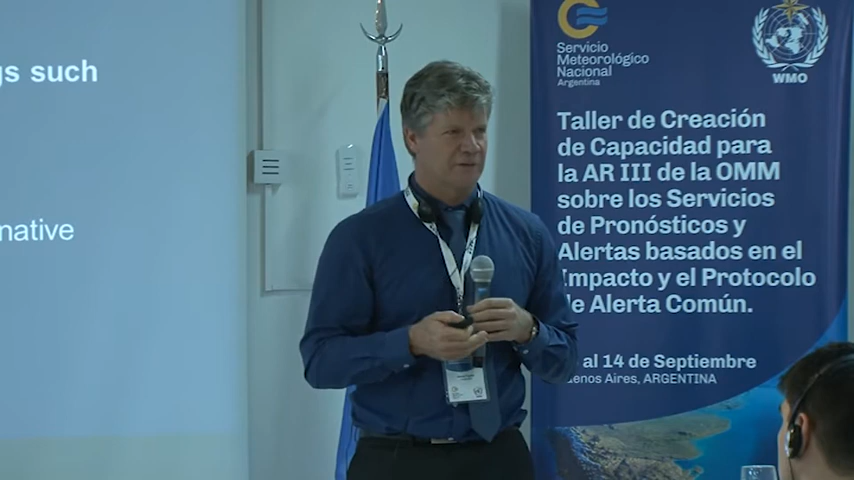 gs such
native
Servicio
Meteorológico
Nacional
Argentina
WMO
Taller de Creación
de Capacidad para
la AR III de la OMM
sobre los Servicios
de Pronósticos y
Alertas basados en el
Impacto y el Protocolo
de Alerta Común.
al 14 de Septiembre
Buenos Aires, ARGENTINA